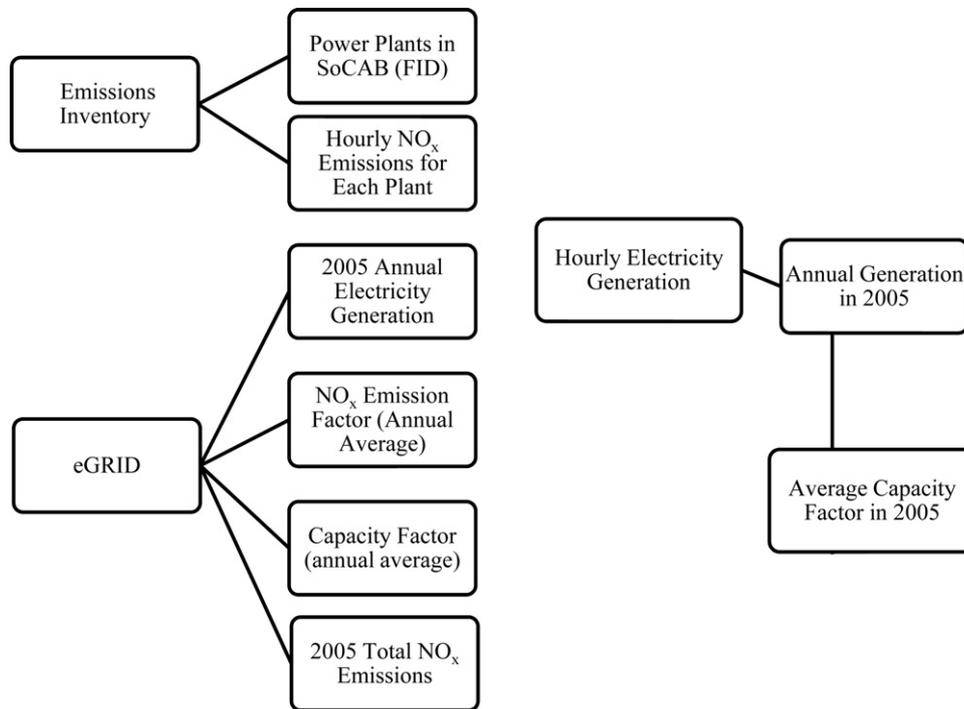 Emissions
Inventory
Power Plants in
SoCAB (FID)
Hourly NOₓ
Emissions for
Each Plant
eGRID
2005 Annual
Electricity
Generation
NOₓ Emission
Factor (Annual
Average)
Capacity Factor
(annual average)
2005 Total NOₓ
Emissions
Hourly Electricity
Generation
Annual Generation
in 2005
Average Capacity
Factor in 2005